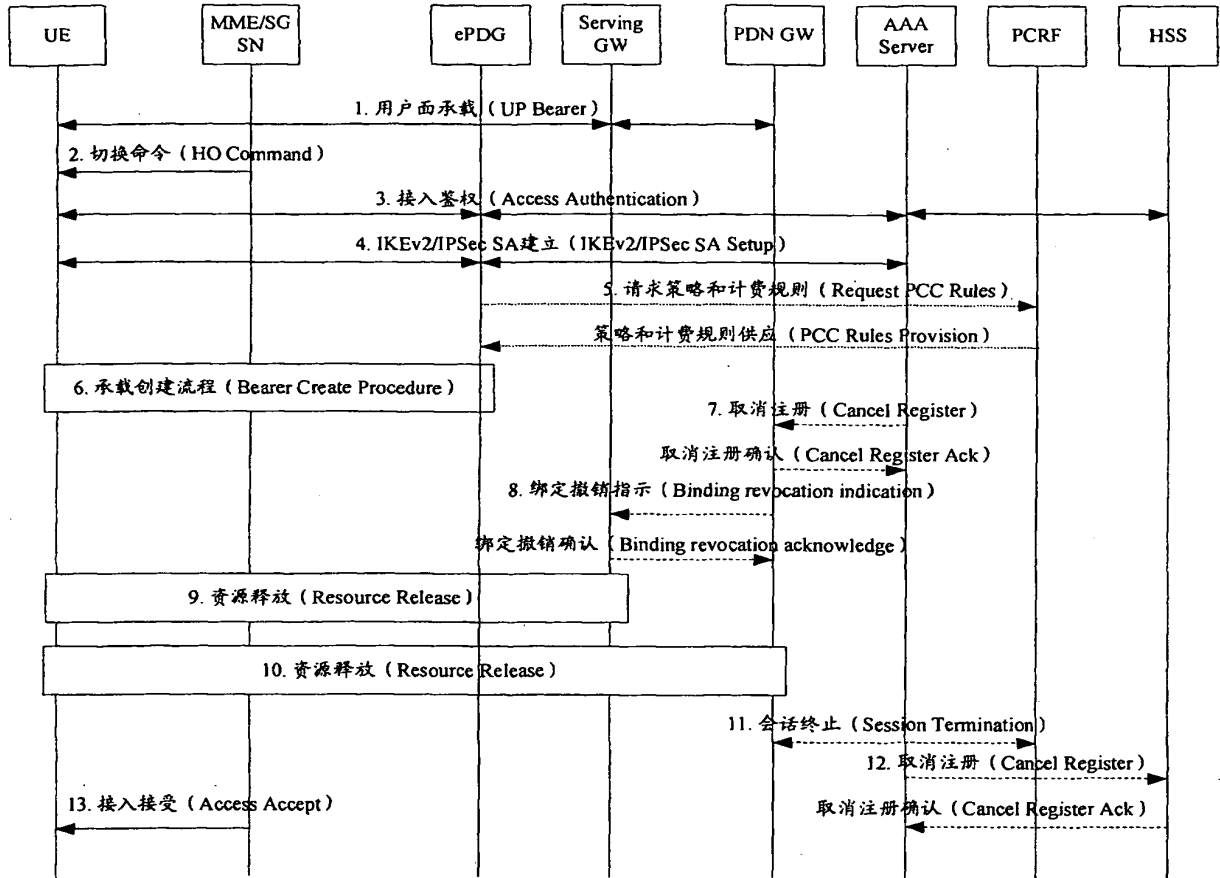 UE
MME/SG
SN
ePDG
Serving
GW
PDN GW
AAA
Server
PCRF
HSS
1. 用户面承载（UP Bearer）
2. 切换命令（HO Command）
3. 接入鉴权（Access Authentication）
4. IKEv2/IPSec SA建立（IKEv2/IPSec SA Setup）
5. 请求策略和计费规则（Request PCC Rules）
策略和计费规则供应（PCC Rules Provision）
6. 承载创建流程（Bearer Create Procedure）
7. 取消注册（Cancel Register）
取消注册确认（Cancel Register Ack）
8. 绑定撤销指示（Binding revocation indication）
绑定撤销确认（Binding revocation acknowledge）
9. 资源释放（Resource Release）
10. 资源释放（Resource Release）
11. 会话终止（Session Termination）
12. 取消注册（Cancel Register）
13. 接入接受（Access Accept）
取消注册确认（Cancel Register Ack）